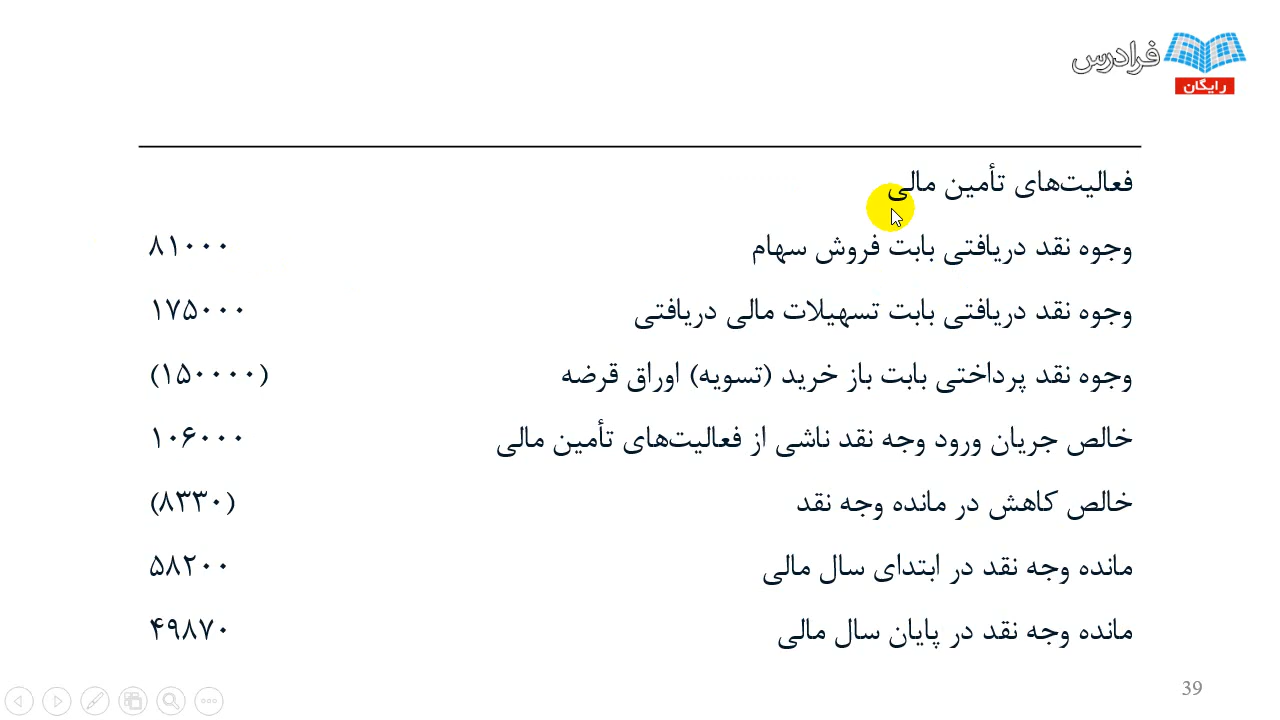 فرادرس
رایگان
فعالیت‌های تأمین مالی
وجوه نقد دریافتی بابت فروش سهام ۸۱۰۰۰
وجوه نقد دریافتی بابت تسهیلات مالی دریافتی ۱۷۵۰۰۰
وجوه نقد پرداختی بابت باز خرید (تسویه) اوراق قرضه (۱۵۰۰۰۰)
خالص جریان ورود وجه نقد ناشی از فعالیت‌های تأمین مالی ۱۰۶۰۰۰
خالص کاهش در مانده وجه نقد (۸۳۳۰)
مانده وجه نقد در ابتدای سال مالی ۵۸۲۰۰
مانده وجه نقد در پایان سال مالی ۴۹۸۷۰
39